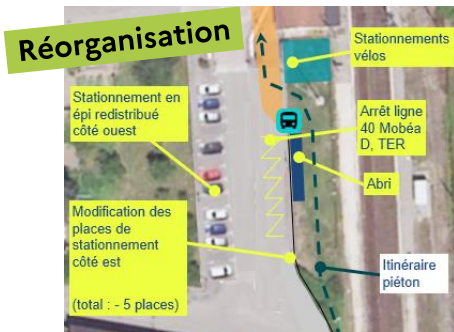 Réorganisation
Stationnements
vélos
Stationnement en
épi redistribué
côté ouest
Arrêt ligne
40 Mobéa
D, TER
Abri
Modification des
places de
stationnement
côté est
(total : - 5 places)
Itinéraire
piéton